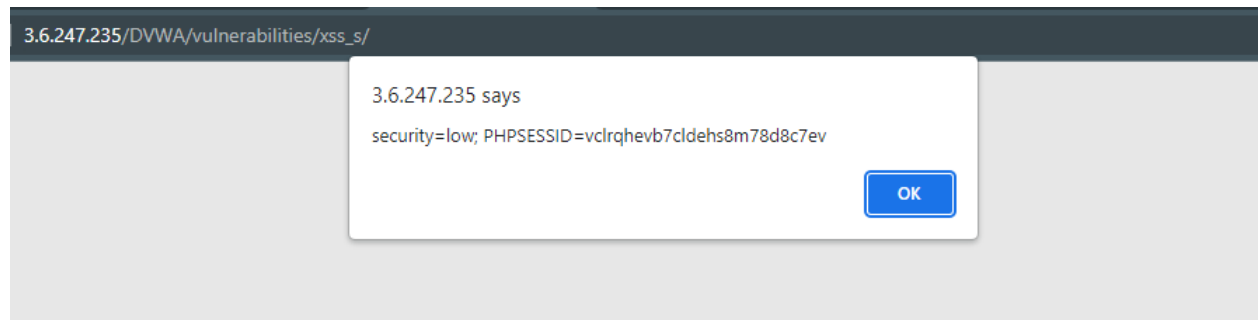 3.6.247.235/DVWA/vulnerabilities/xss_s/
3.6.247.235 says
security=low; PHPSESSID=vclrqhevb7cldehs8m78d8c7ev
OK